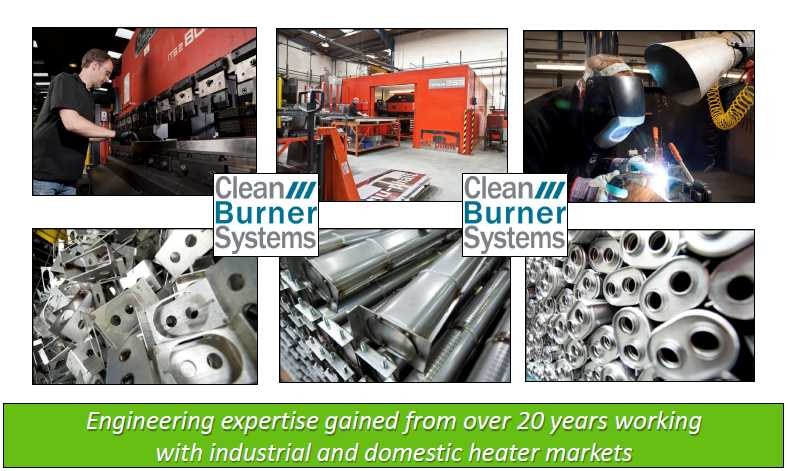 Clean
Burner
Systems
Clean
Burner
Systems
Engineering expertise gained from over 20 years working
with industrial and domestic heater markets